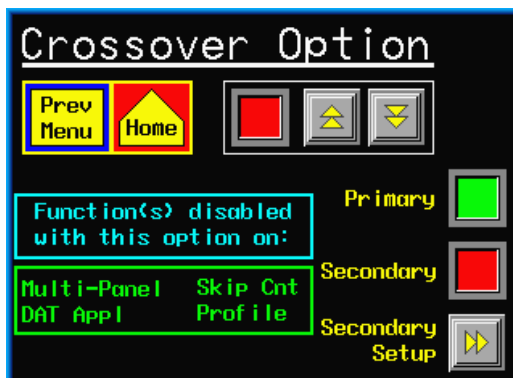 Crossover Option
Prev
Menu
Home
Primary
Function(s) disabled
with this option on:
Secondary
Multi-Panel Skip Cnt
DAT Appl Profile
Secondary
Setup